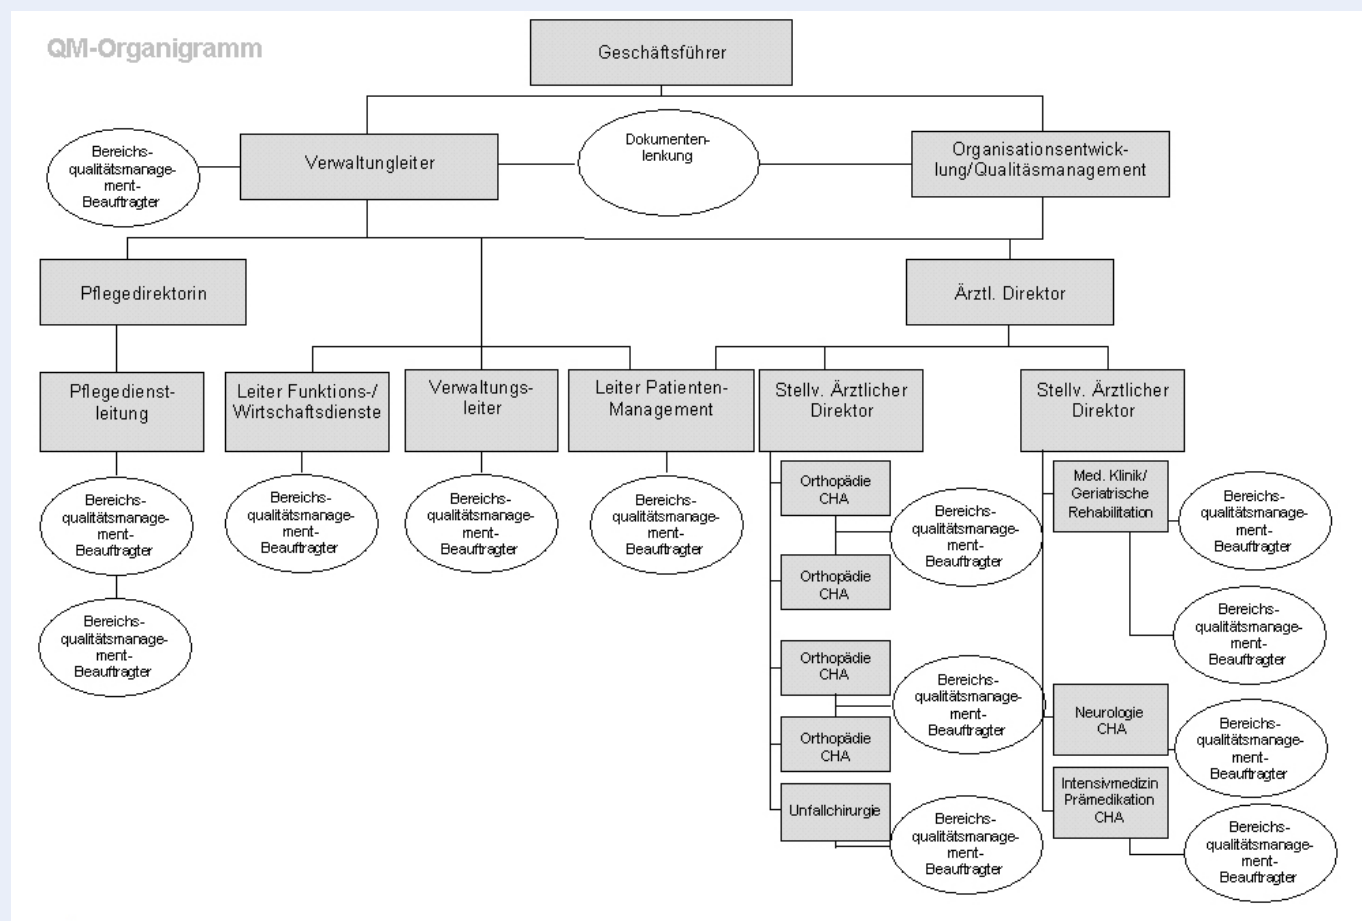 QM-Organigramm
Geschäftsführer
Bereichs-
qualitätsmanage-
ment-
Beauftragter
Verwaltungleiter
Dokumenten-
lenkung
Organisationsentwick-
lung/Qualitäsmanagement
Pflegedirektorin
Ärztl. Direktor
Pflegedienst-
leitung
Leiter Funktions-/
Wirtschaftsdienste
Verwaltungs-
leiter
Leiter Patienten-
Management
Stellv. Ärztlicher
Direktor
Stellv. Ärztlicher
Direktor
Bereichs-
qualitätsmanage-
ment-
Beauftragter
Bereichs-
qualitätsmanage-
ment-
Beauftragter
Bereichs-
qualitätsmanage-
ment-
Beauftragter
Bereichs-
qualitätsmanage-
ment-
Beauftragter
Bereichs-
qualitätsmanage-
ment-
Beauftragter
Orthopädie
CHA
Bereichs-
qualitätsmanage-
ment-
Beauftragter
Orthopädie
CHA
Orthopädie
CHA
Bereichs-
qualitätsmanage-
ment-
Beauftragter
Orthopädie
CHA
Unfallchirurgie
Bereichs-
qualitätsmanage-
ment-
Beauftragter
Med. Klinik/
Geriatrische
Rehabilitation
Bereichs-
qualitätsmanage-
ment-
Beauftragter
Bereichs-
qualitätsmanage-
ment-
Beauftragter
Neurologie
CHA
Bereichs-
qualitätsmanage-
ment-
Beauftragter
Intensivmedizin
Prämedikation
CHA
Bereichs-
qualitätsmanage-
ment-
Beauftragter